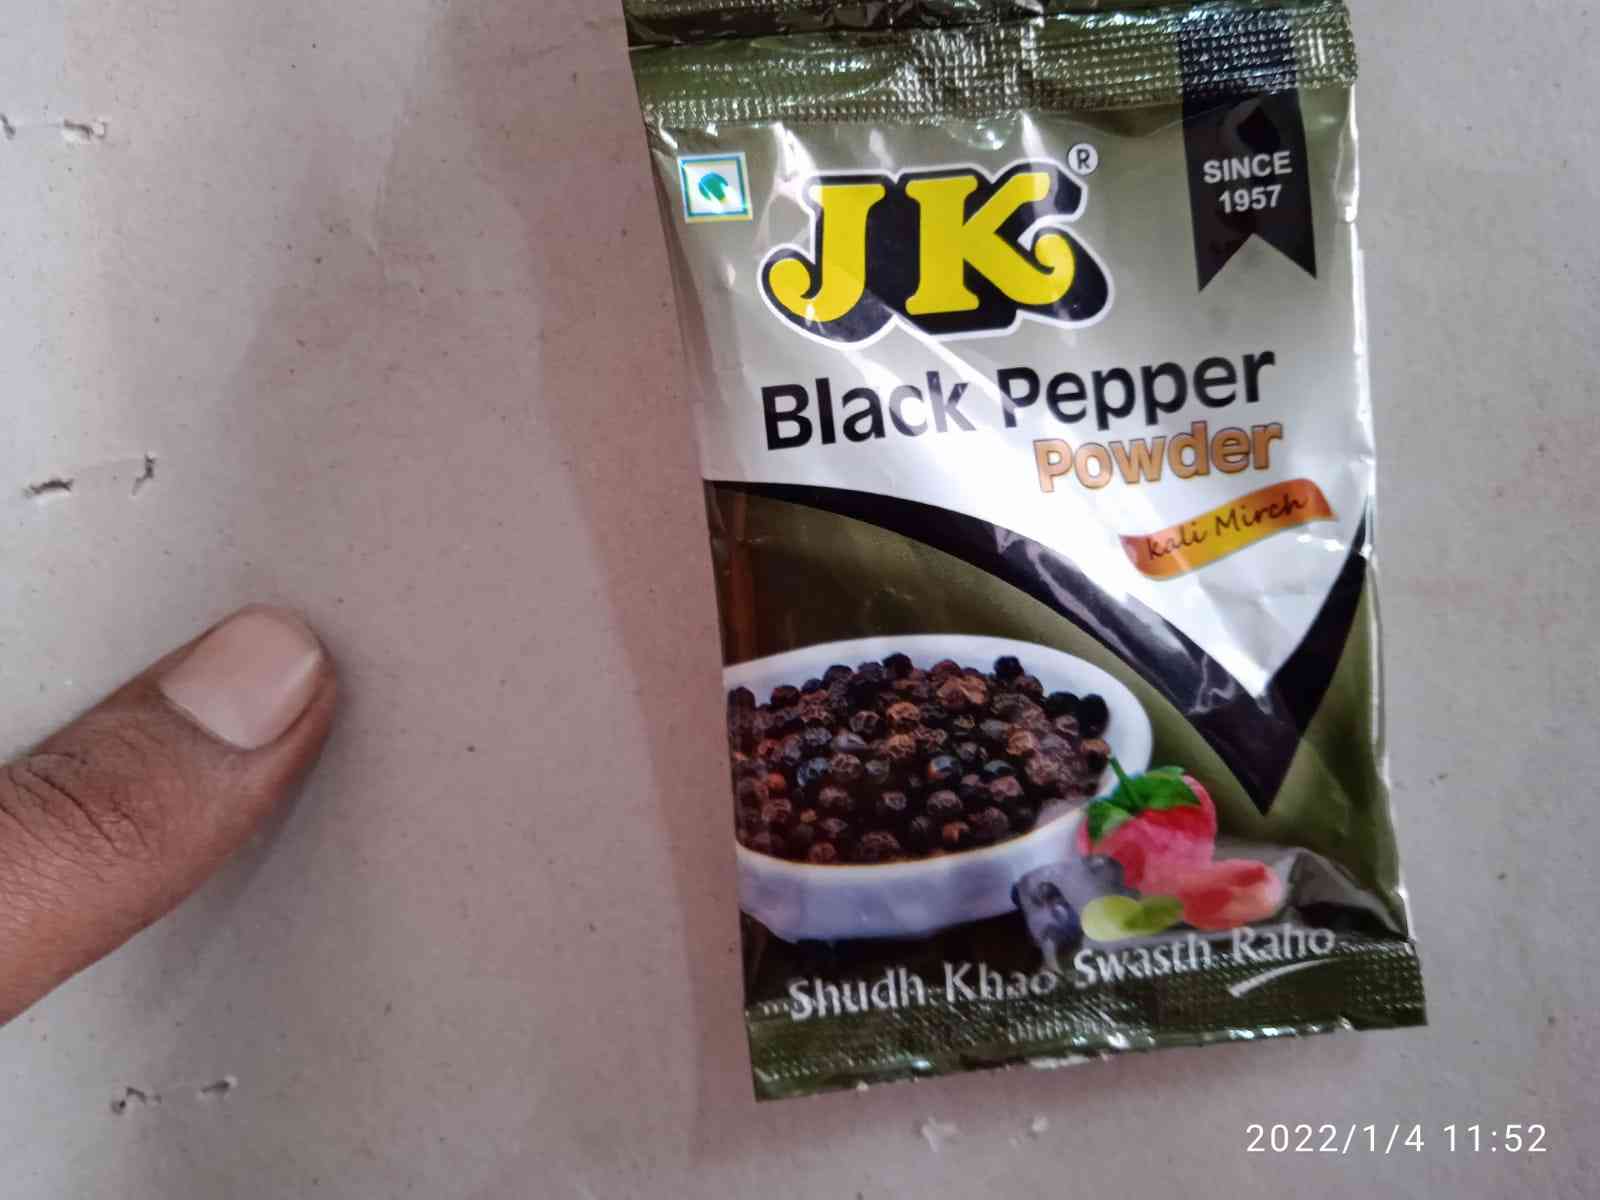 JK®
SINCE
1957
Black Pepper
Powder
kali Mirch
Shudh Khao Swasth Raho
2022/1/4 11:52